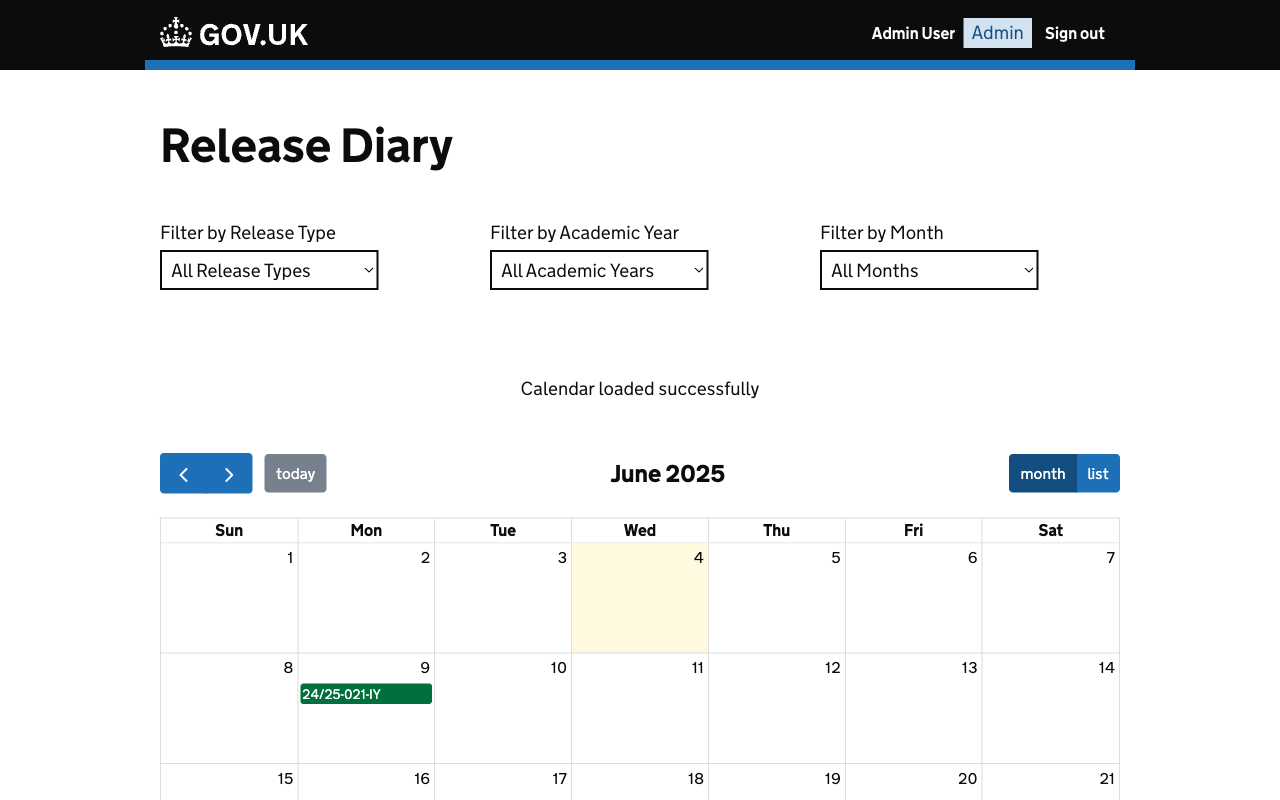 GOV.UK Admin User Admin Sign out
Release Diary
Filter by Release Type Filter by Academic Year Filter by Month
All Release Types All Academic Years All Months
Calendar loaded successfully
today June 2025 month list
Sun Mon Tue Wed Thu Fri Sat
1 2 3 4 5 6 7
8 9 10 11 12 13 14
24/25-021-IY
15 16 17 18 19 20 21